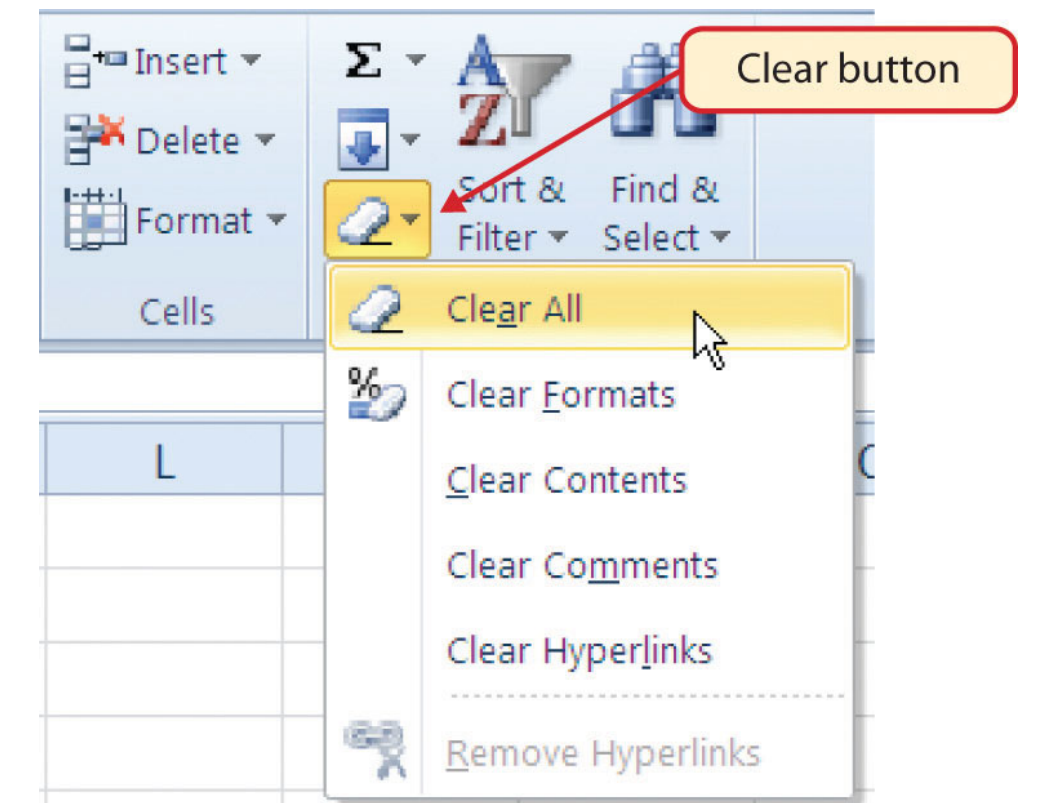 Insert
Σ
Clear button
Delete
A
Z
Format
Sort &
Filter
Find &
Select
Cells
Clear All
%
Clear Formats
L
Clear Contents
Clear Comments
Clear Hyperlinks
Remove Hyperlinks